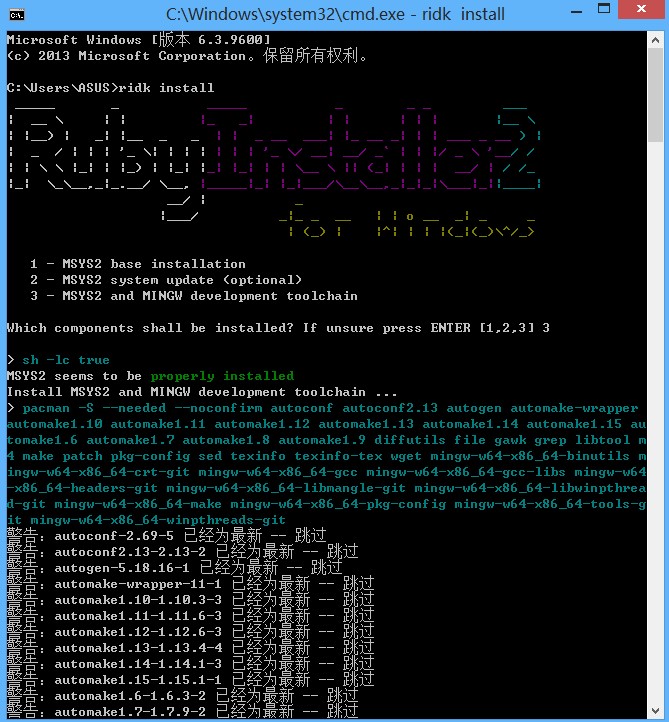 C:\Windows\system32\cmd.exe - ridk install
Microsoft Windows [版本 6.3.9600]
(c) 2013 Microsoft Corporation。保留所有权利。
C:\Users\ASUS>ridk install
RubyInstaller2
for Windows
1 - MSYS2 base installation
2 - MSYS2 system update (optional)
3 - MSYS2 and MINGW development toolchain
Which components shall be installed? If unsure press ENTER [1,2,3] 3
> sh -lc true
MSYS2 seems to be properly installed
Install MSYS2 and MINGW development toolchain ...
> pacman -S --needed --noconfirm autoconf autoconf2.13 autogen automake-wrapper
automake1.10 automake1.11 automake1.12 automake1.13 automake1.14 automake1.15 au
tomake1.6 automake1.7 automake1.8 automake1.9 diffutils file gawk grep libtool m
4 make patch pkg-config sed texinfo texinfo-tex wget mingw-w64-x86_64-binutils m
ingw-w64-x86_64-crt-git mingw-w64-x86_64-gcc mingw-w64-x86_64-gcc-libs mingw-w64
-x86_64-headers-git mingw-w64-x86_64-libmangle-git mingw-w64-x86_64-libwinpthrea
d-git mingw-w64-x86_64-make mingw-w64-x86_64-pkg-config mingw-w64-x86_64-tools-g
it mingw-w64-x86_64-winpthreads-git
警告：autoconf-2.69-5 已经为最新 -- 跳过
警告：autoconf2.13-2.13-2 已经为最新 -- 跳过
警告：autogen-5.18.16-1 已经为最新 -- 跳过
警告：automake-wrapper-11-1 已经为最新 -- 跳过
警告：automake1.10-1.10.3-3 已经为最新 -- 跳过
警告：automake1.11-1.11.6-3 已经为最新 -- 跳过
警告：automake1.12-1.12.6-3 已经为最新 -- 跳过
警告：automake1.13-1.13.4-4 已经为最新 -- 跳过
警告：automake1.14-1.14.1-3 已经为最新 -- 跳过
警告：automake1.15-1.15.1-1 已经为最新 -- 跳过
警告：automake1.6-1.6.3-2 已经为最新 -- 跳过
警告：automake1.7-1.7.9-2 已经为最新 -- 跳过